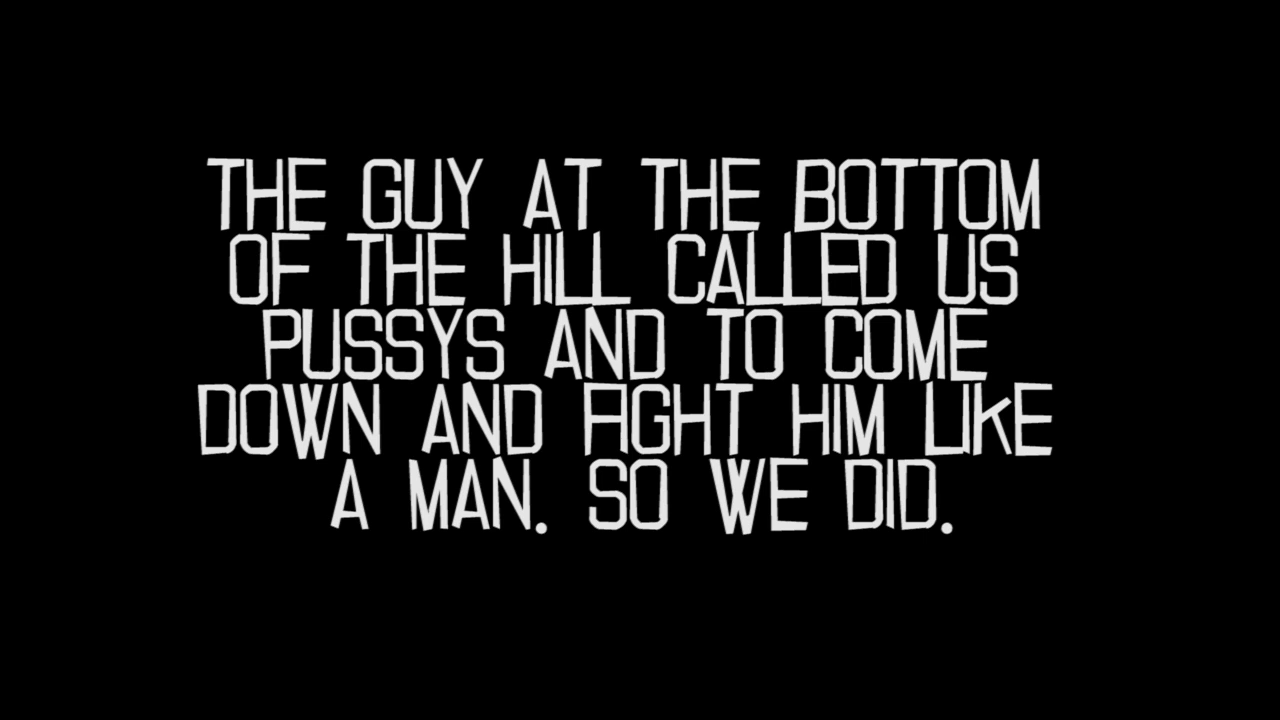 THE GUY AT THE BOTTOM
OF THE HILL CALLED US
PUSSYS AND TO COME
DOWN AND FIGHT HIM LIKE
A MAN. SO WE DID.